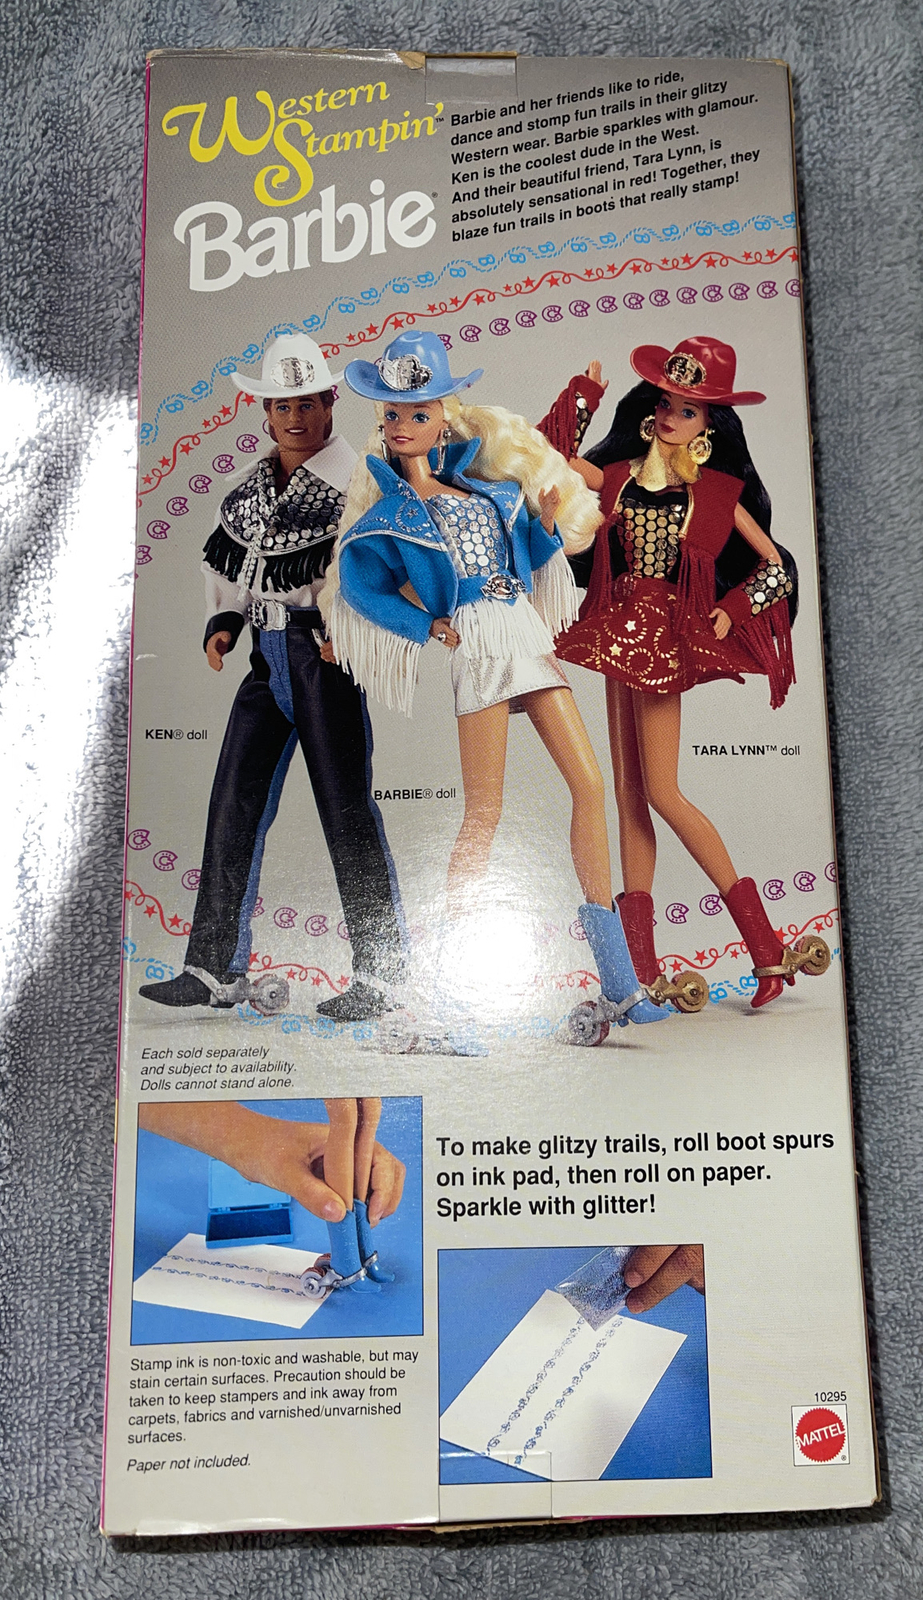 Western
Stampin'™
Barbie®
Barbie and her friends like to ride,
dance and stomp fun trails in their glitzy
Western wear. Barbie sparkles with glamour.
Ken is the coolest dude in the West.
And their beautiful friend, Tara Lynn, is
absolutely sensational in red! Together, they
blaze fun trails in boots that really stamp!
KEN® doll
BARBIE® doll
TARA LYNN™ doll
Each sold separately
and subject to availability.
Dolls cannot stand alone.
To make glitzy trails, roll boot spurs
on ink pad, then roll on paper.
Sparkle with glitter!
Stamp ink is non-toxic and washable, but may
stain certain surfaces. Precaution should be
taken to keep stampers and ink away from
carpets, fabrics and varnished/unvarnished
surfaces.
Paper not included.
10295
MATTEL
®